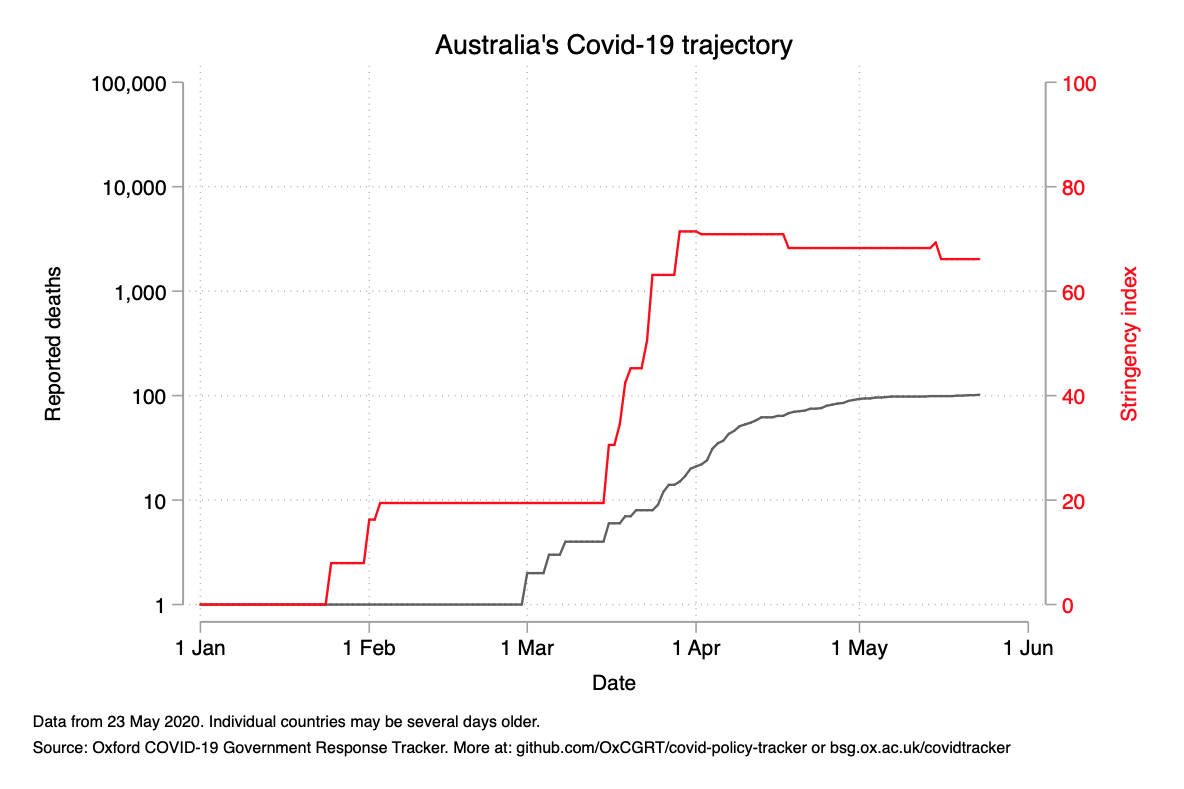 Australia's Covid-19 trajectory
100,000
10,000
1,000
100
10
1
Reported deaths
100
80
60
40
20
0
Stringency index
1 Jan
1 Feb
1 Mar
1 Apr
1 May
1 Jun
Date
Data from 23 May 2020. Individual countries may be several days older.
Source: Oxford COVID-19 Government Response Tracker. More at: github.com/OxCGRT/covid-policy-tracker or bsg.ox.ac.uk/covidtracker